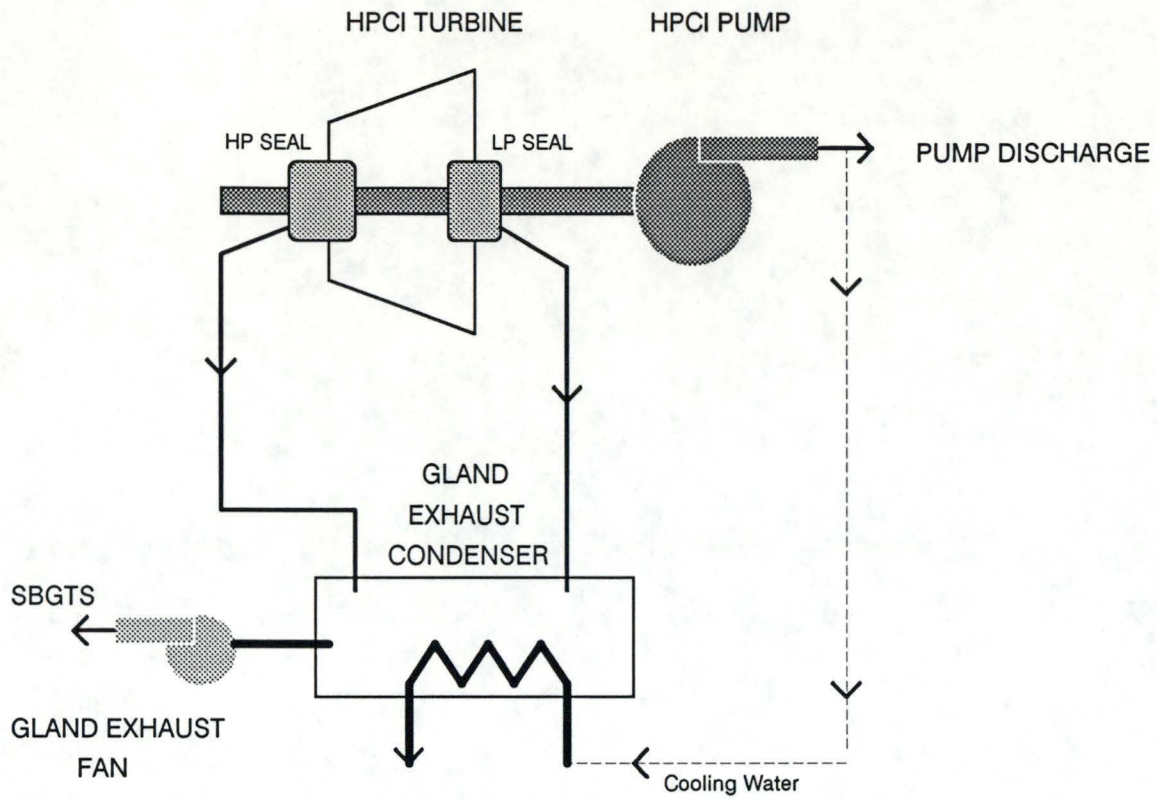 HPCI TURBINE
HPCI PUMP
HP SEAL
LP SEAL
PUMP DISCHARGE
GLAND
EXHAUST
CONDENSER
SBGTS
GLAND EXHAUST
FAN
Cooling Water